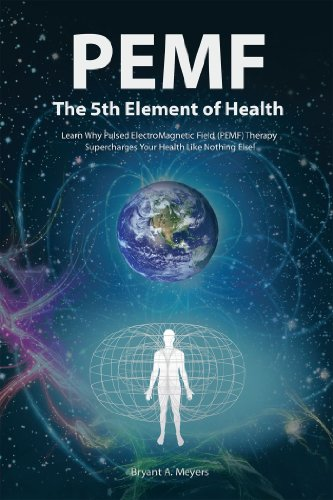 PEMF
The 5th Element of Health
Learn Why Pulsed ElectroMagnetic Field (PEMF) Therapy
Supercharges Your Health Like Nothing Else!
Bryant A. Meyers